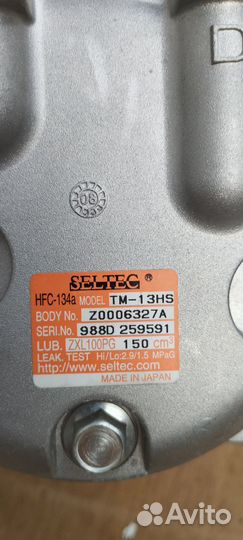 D
80
SELTEC ®
HFC-134a MODEL TM-13HS
BODY No. Z0006327A
SERI.No. 988D 259591
LUB. ZXL100PG 150 cm³
LEAK. TEST Hi/Lo:2.9/1.5 MPaG
http://www.seltec.com
MADE IN JAPAN
Avito